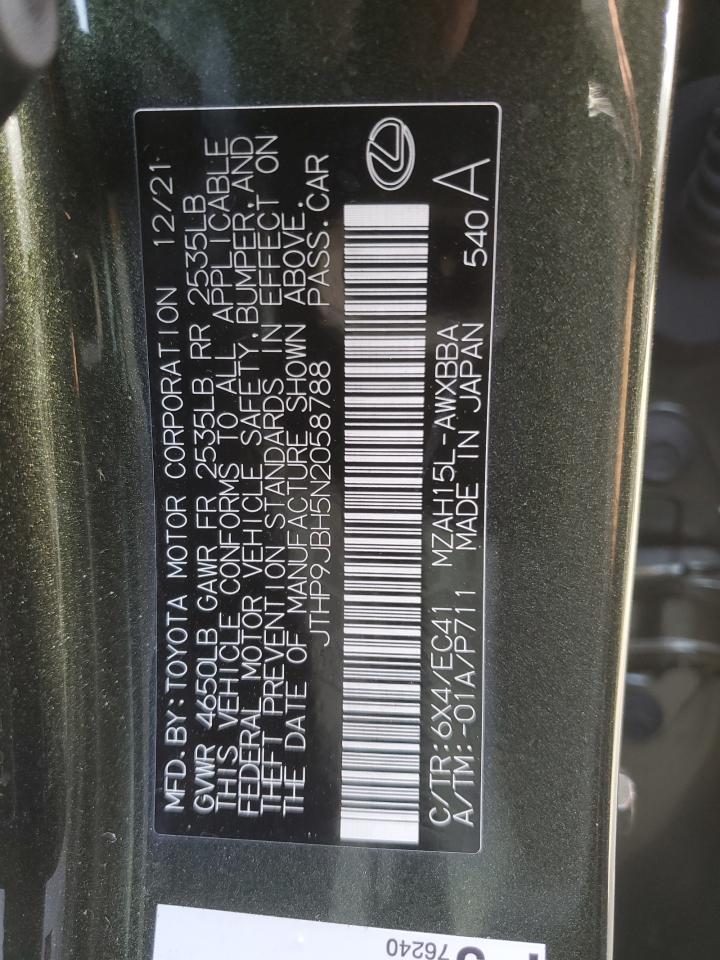 MFD. BY: TOYOTA MOTOR CORPORATION 12/21
GVWR 4650LB GAWR FR 2535LB RR 2535LB
THIS VEHICLE CONFORMS TO ALL APPLICABLE
FEDERAL MOTOR VEHICLE SAFETY, BUMPER, AND
THEFT PREVENTION STANDARDS IN EFFECT ON
THE DATE OF MANUFACTURE SHOWN ABOVE.
JTHP9JBH5N2058788 PASS. CAR
C/TR: 6X4/EC41 MZAH15L-AWXBBA 540 A
A/TM: -01A/P711 MADE IN JAPAN
76240